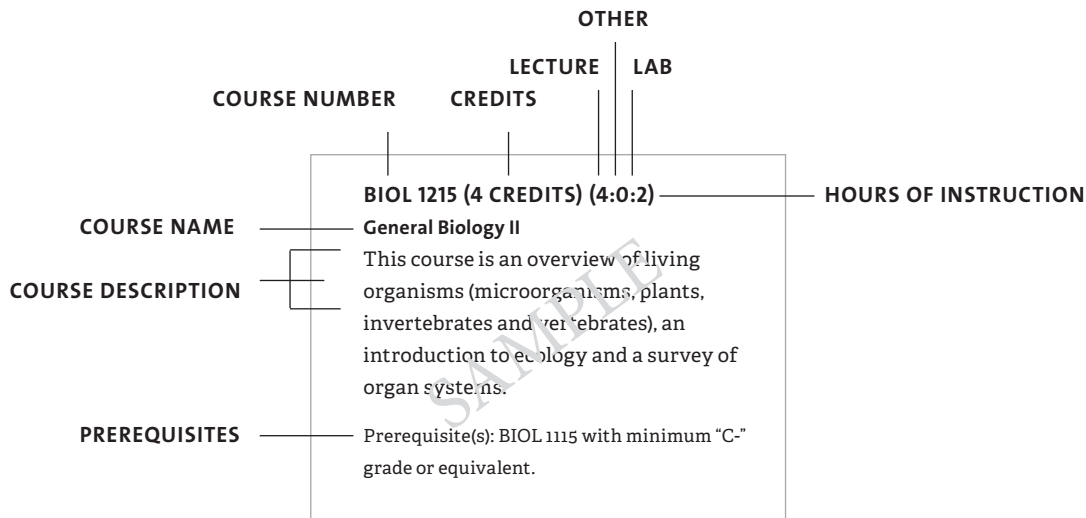 OTHER
LECTURE LAB
COURSE NUMBER CREDITS
BIOL 1215 (4 CREDITS) (4:0:2) HOURS OF INSTRUCTION
COURSE NAME General Biology II
This course is an overview of living
COURSE DESCRIPTION organisms (microorganisms, plants,
invertebrates and vertebrates), an
introduction to ecology and a survey of
organ systems.
SAMPLE
PREREQUISITES Prerequisite(s): BIOL 1115 with minimum “C-”
grade or equivalent.